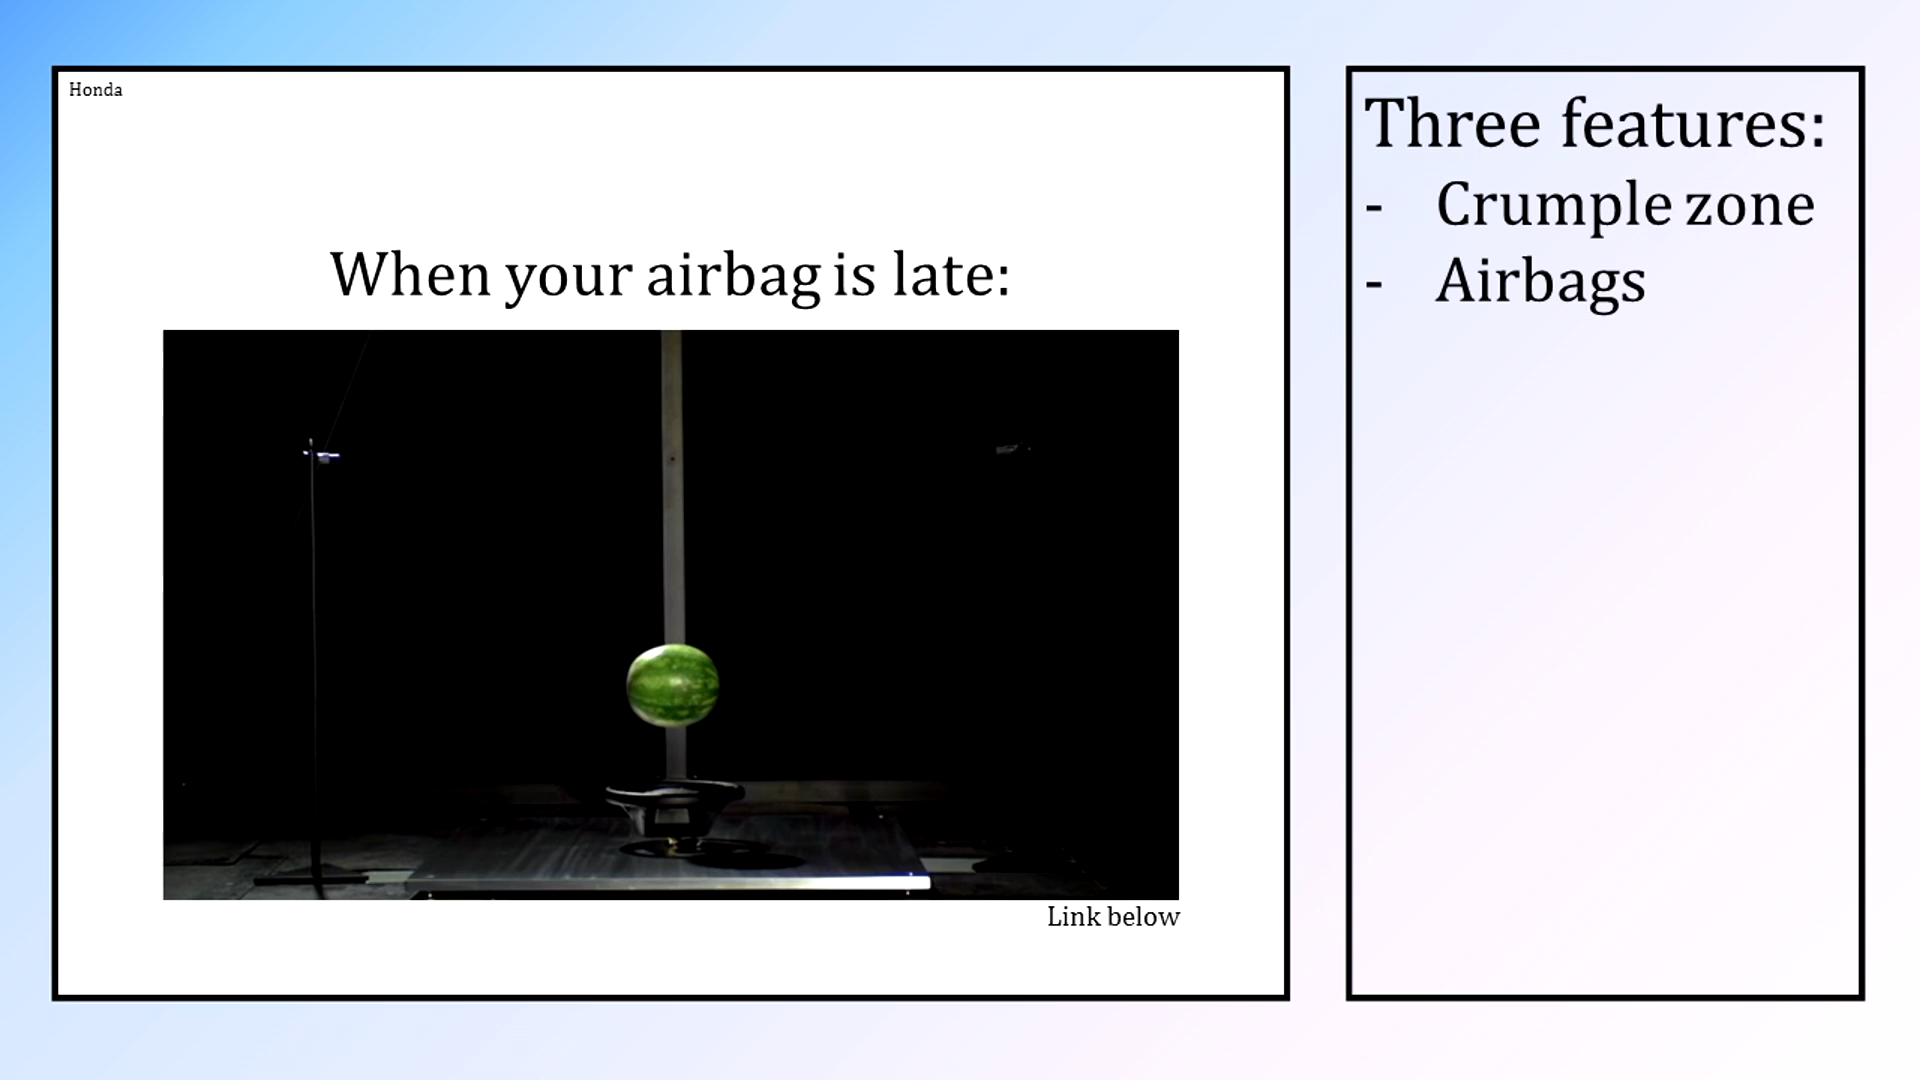 Honda
When your airbag is late:
Link below
Three features:
- Crumple zone
- Airbags